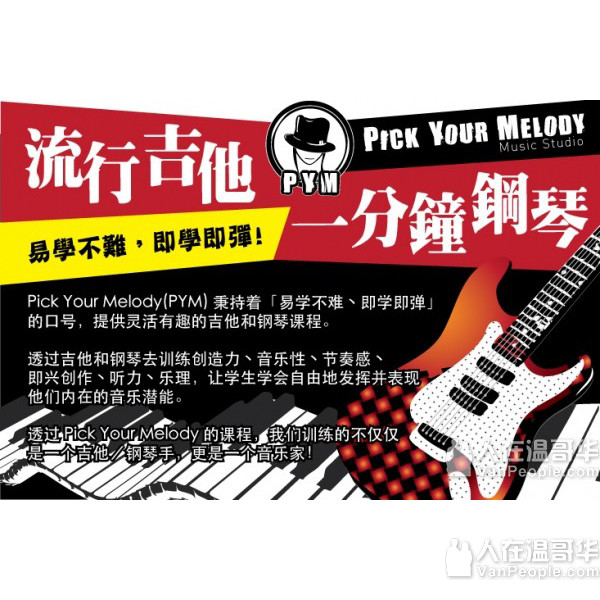 流行吉他
PYM
PICK YOUR MELODY
Music Studio
一分鐘鋼琴
易學不難，即學即彈!
Pick Your Melody(PYM) 秉持着「易学不难、即学即弹」
的口号，提供灵活有趣的吉他和钢琴课程。
透过吉他和钢琴去训练创造力、音乐性、节奏感、
即兴创作、听力、乐理，让学生学会自由地发挥并表现
他们内在的音乐潜能。
透过 Pick Your Melody 的课程，我们训练的不仅仅
是一个吉他／钢琴手，更是一个音乐家！
人在温哥华
VanPeople.com
人在温哥华
VanPeople.com